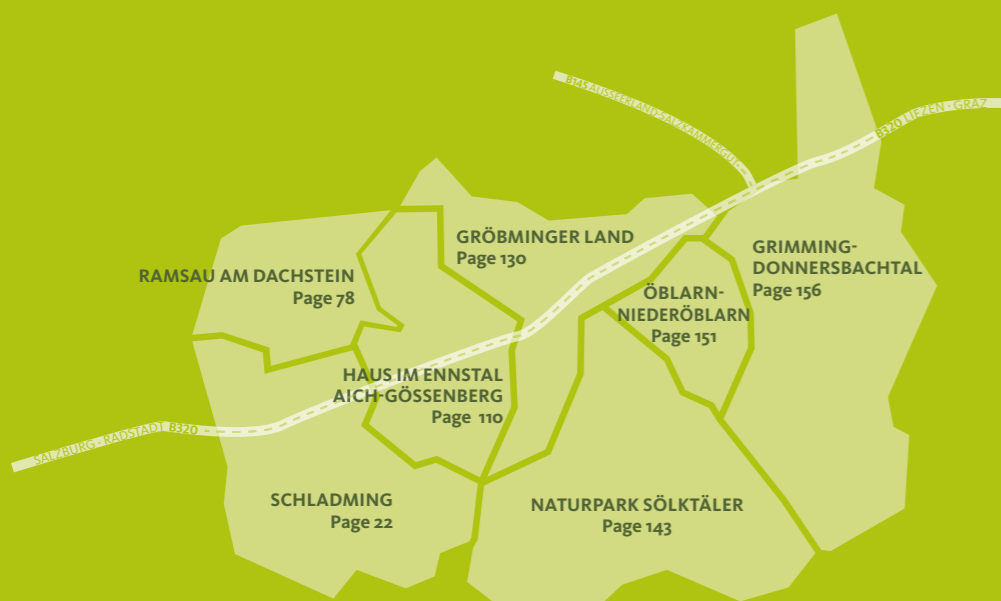 B145 AUSSEERLAND-SALZKAMMERGUT
B320 LIEZEN - GRAZ
GRÖBMINGER LAND
Page 130
GRIMMING-
DONNERSBACHTAL
Page 156
RAMSAU AM DACHSTEIN
Page 78
ÖBLARN-
NIEDERÖBLARN
Page 151
HAUS IM ENNSTAL
AICH-GÖSSENBERG
Page 110
SALZBURG - RADSTADT B320
SCHLADMING
Page 22
NATURPARK SÖLKTÄLER
Page 143